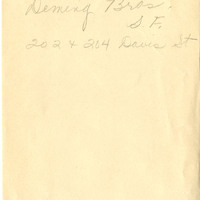 Deming Bros.
S. F.
202 & 204 Davis St